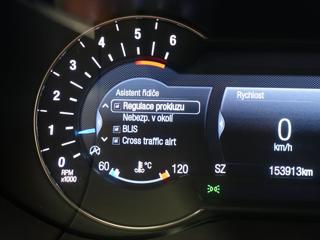 6
5
4
3
2
1
0
RPM
x1000
Asistent řidiče
Regulace prokluzu
Nebezp. v okolí
BLIS
Cross traffic alrt
60
°C
120
Rychlost
0
km/h
SZ
153913km